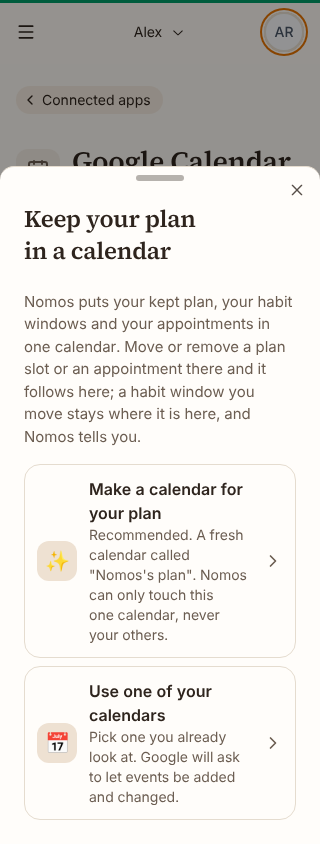 Alex
AR
Connected apps
Google Calendar
Keep your plan
in a calendar
Nomos puts your kept plan, your habit
windows and your appointments in
one calendar. Move or remove a plan
slot or an appointment there and it
follows here; a habit window you
move stays where it is here, and
Nomos tells you.
Make a calendar for
your plan
Recommended. A fresh
calendar called
"Nomos's plan". Nomos
can only touch this
one calendar, never
your others.
Use one of your
calendars
Pick one you already
look at. Google will ask
to let events be added
and changed.